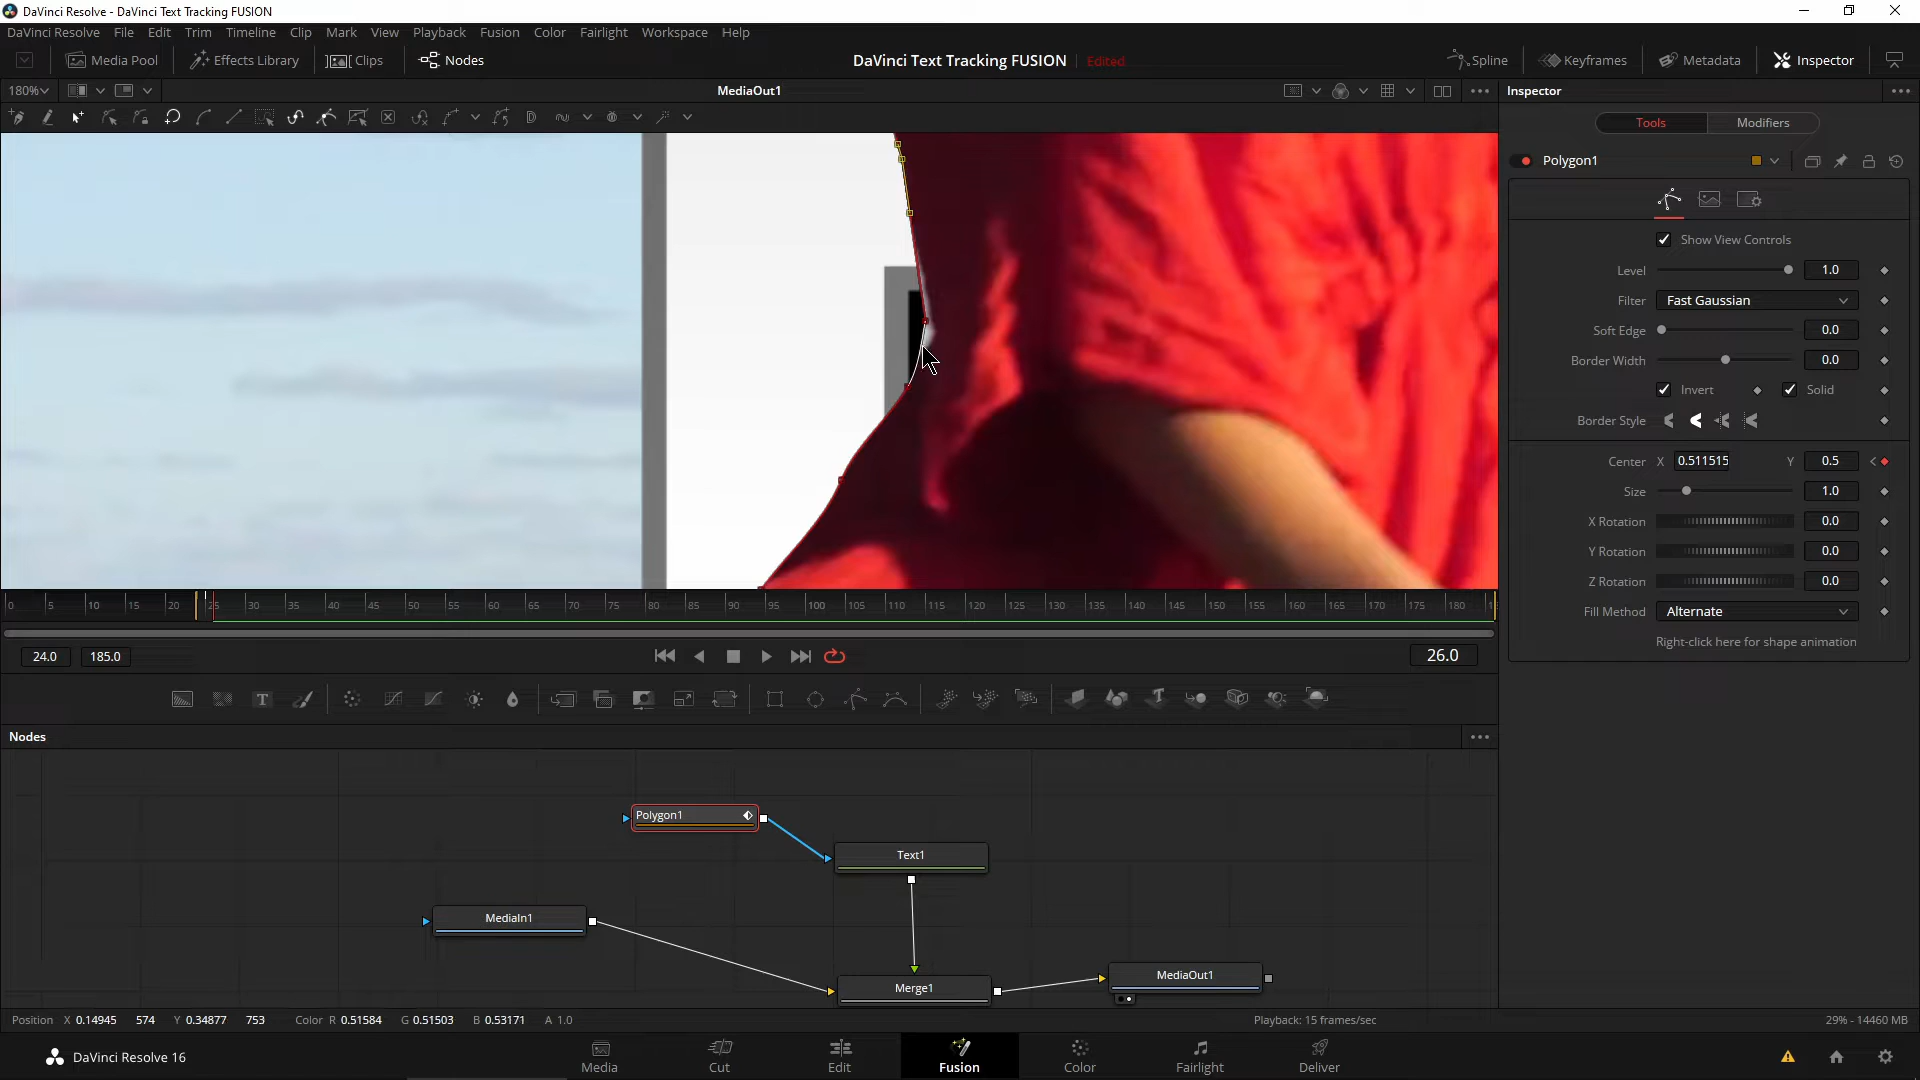 DaVinci Resolve - DaVinci Text Tracking FUSION
DaVinci Resolve File Edit Trim Timeline Clip Mark View Playback Fusion Color Fairlight Workspace Help
Media Pool Effects Library Clips Nodes DaVinci Text Tracking FUSION Edited Spline Keyframes Metadata Inspector
180% MediaOut1 Inspector
Tools Modifiers
Polygon1
Show View Controls
Level 1.0
Filter Fast Gaussian
Soft Edge 0.0
Border Width 0.0
Invert Solid
Border Style
Center X 0.511515 Y 0.5
Size 1.0
X Rotation 0.0
Y Rotation 0.0
Z Rotation 0.0
Fill Method Alternate
Right-click here for shape animation
0 5 10 15 20 25 30 35 40 45 50 55 60 65 70 75 80 85 90 95 100 105 110 115 120 125 130 135 140 145 150 155 160 165 170 175 180
24.0 185.0 26.0
T
Nodes
Polygon1
Text1
MediaIn1
Merge1
MediaOut1
Position X 0.14945 574 Y 0.34877 753 Color R 0.51584 G 0.51503 B 0.53171 A 1.0 Playback: 15 frames/sec 29% - 14460 MB
DaVinci Resolve 16 Media Cut Edit Fusion Color Fairlight Deliver